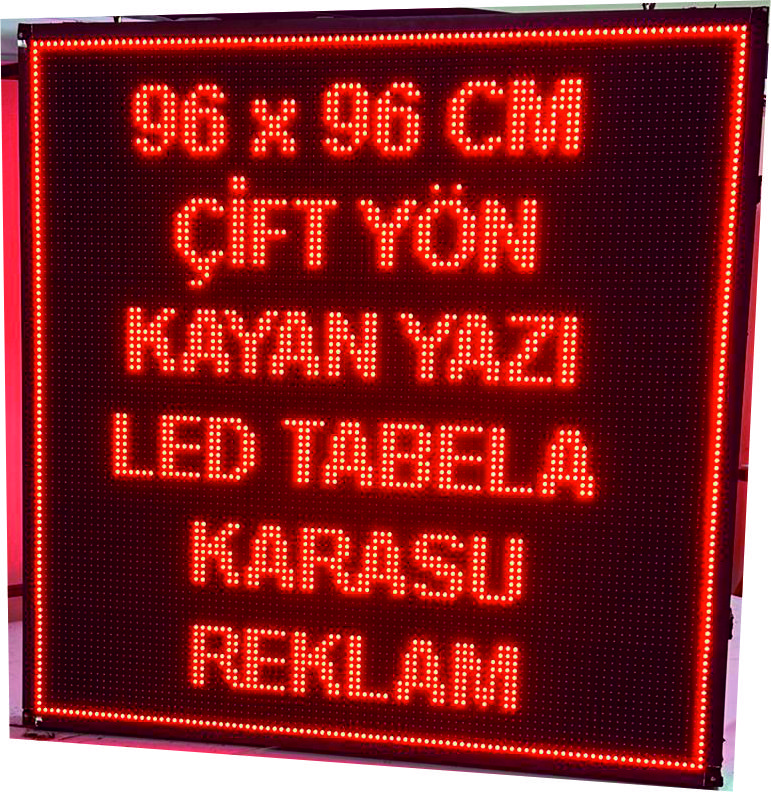 96 x 96 CM
ÇİFT YÖN
KAYAN YAZI
LED TABELA
KARASU
REKLAM